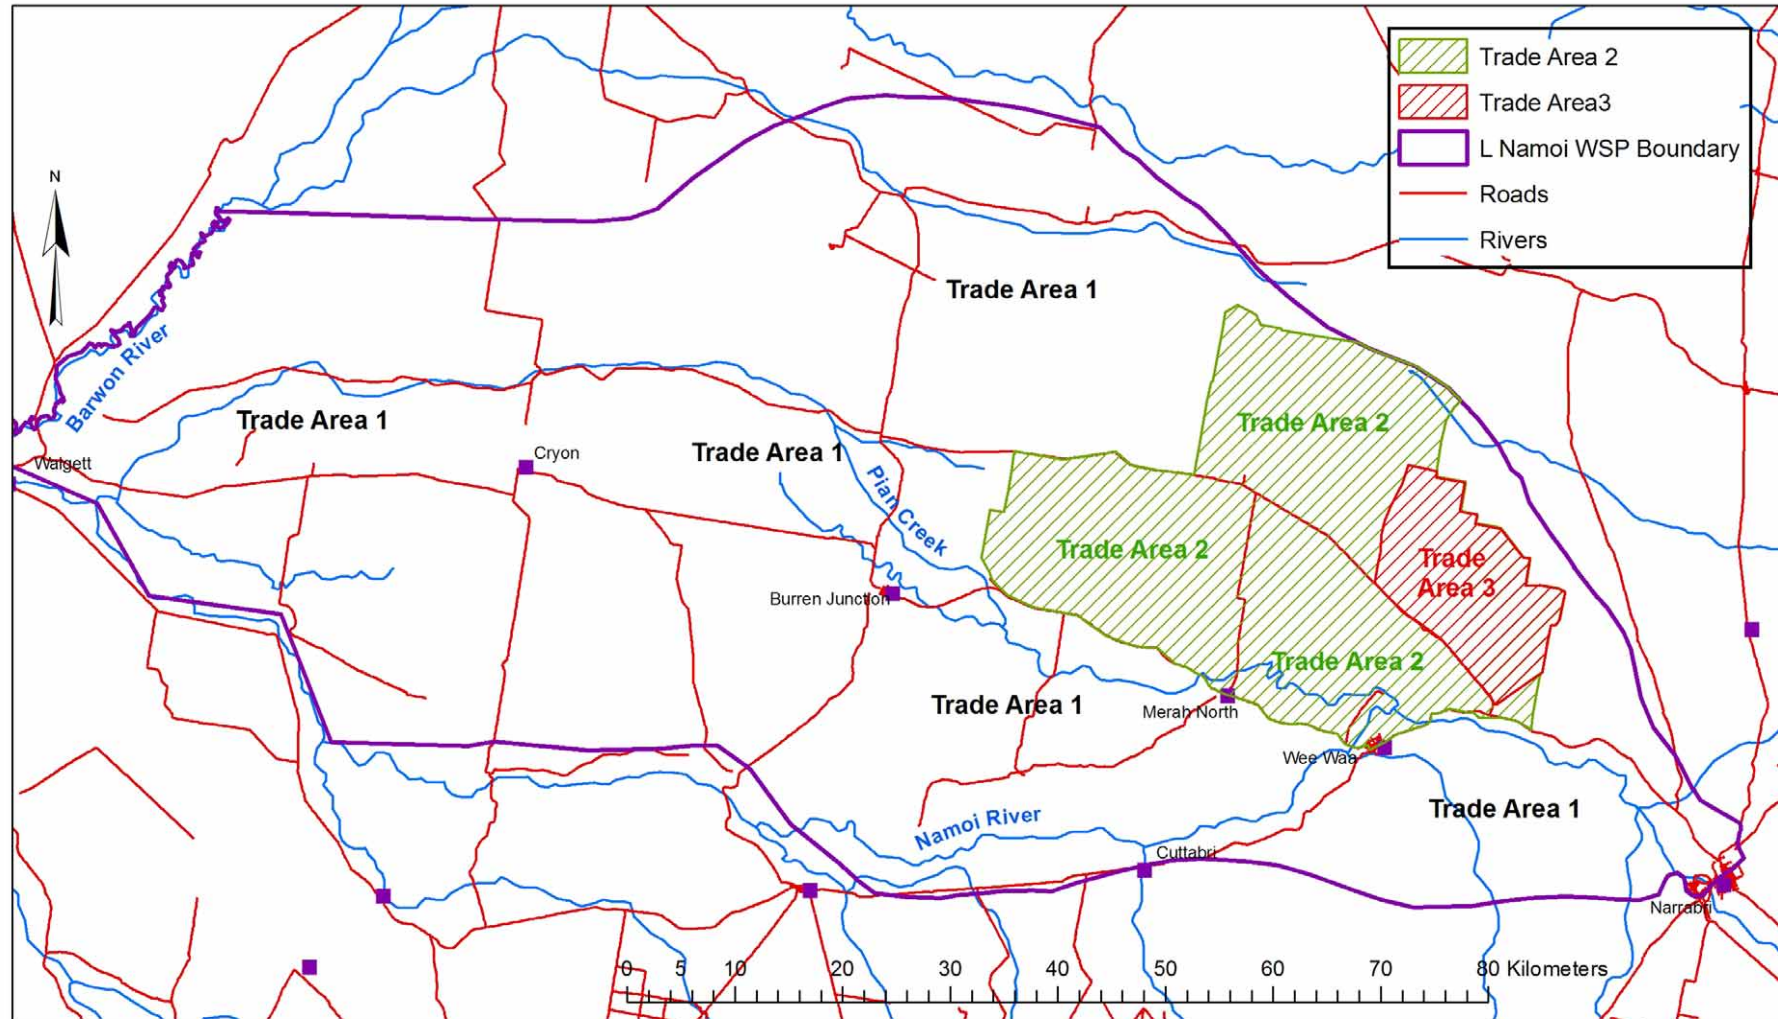 Trade Area 2
Trade Area3
L Namoi WSP Boundary
Roads
Rivers
N
Trade Area 1
Barwon River
Trade Area 1
Trade Area 2
Walgett
Cryon
Trade Area 1
Pian Creek
Trade Area 2
Trade
Area 3
Burren Junction
Trade Area 2
Trade Area 1
Merah North
Wee Waa
Trade Area 1
Namoi River
Cuttabri
Narrabri
0 5 10 20 30 40 50 60 70 80 Kilometers